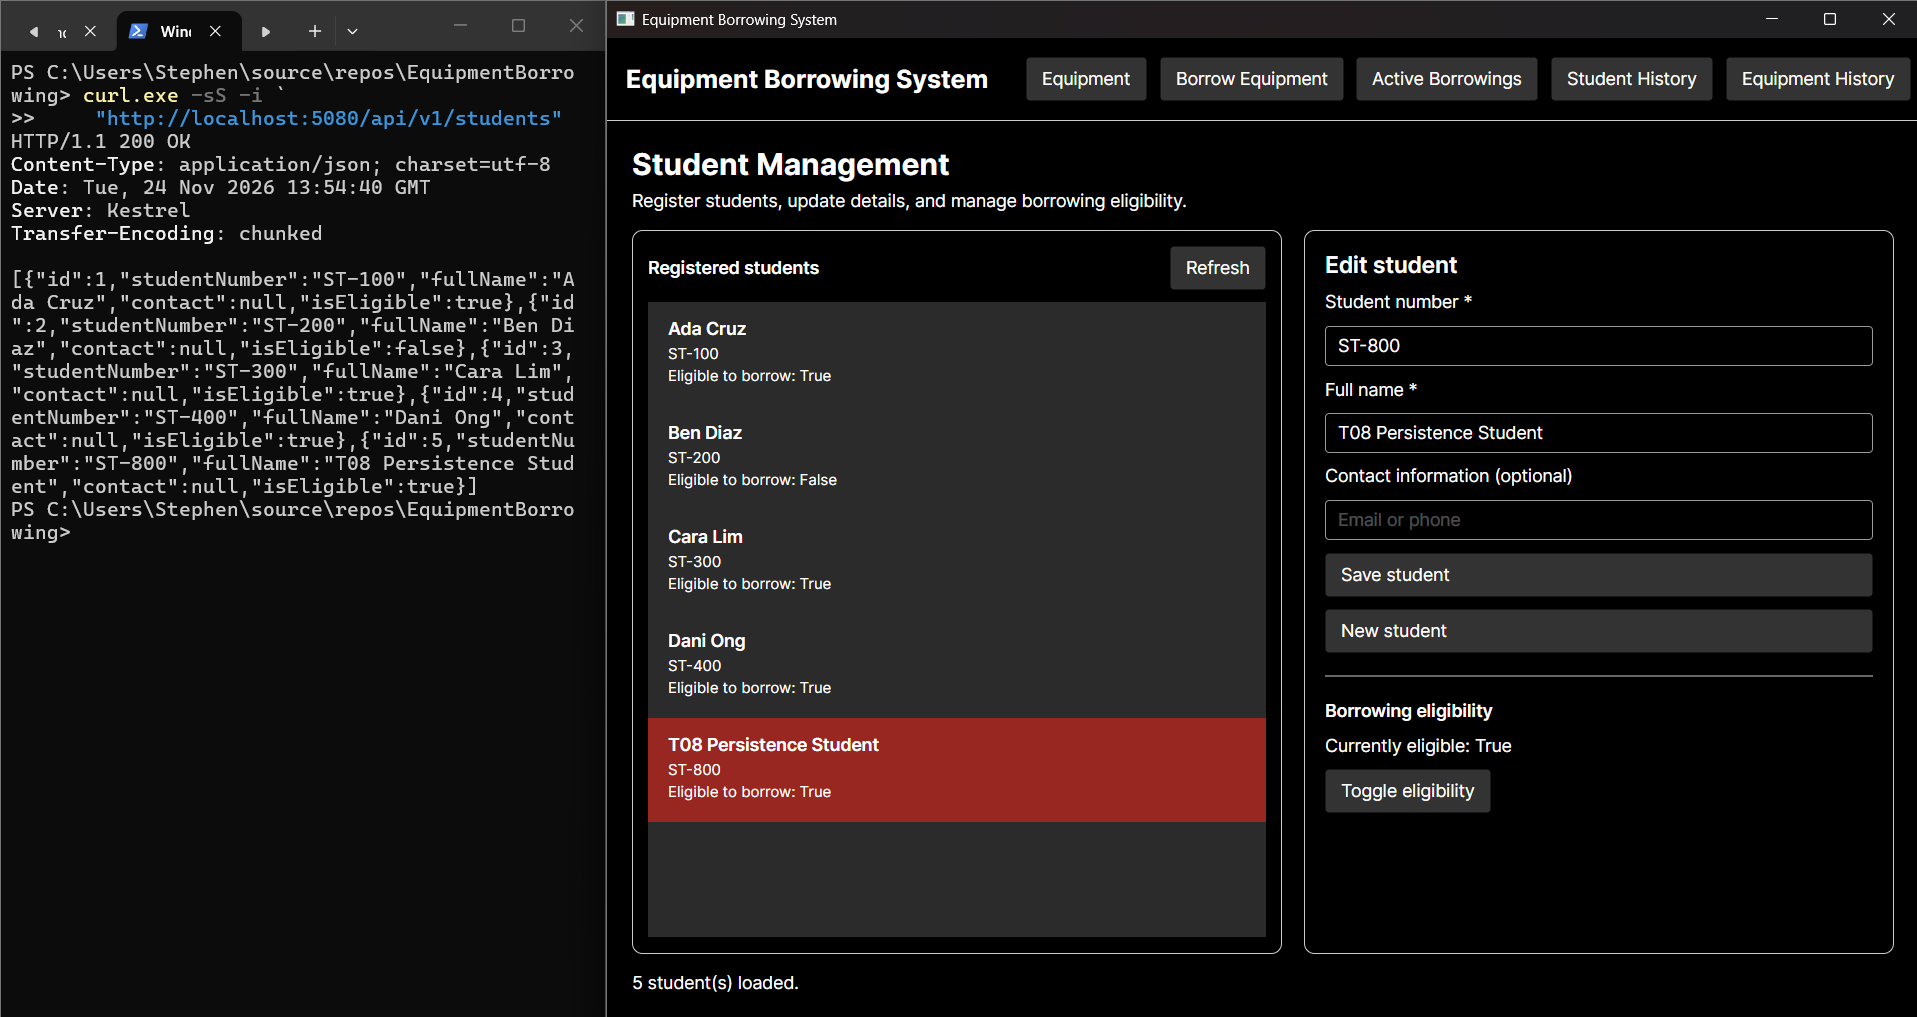 Wind
PS C:\Users\Stephen\source\repos\EquipmentBorro
wing> curl.exe -sS -i `
>>     "http://localhost:5080/api/v1/students"
HTTP/1.1 200 OK
Content-Type: application/json; charset=utf-8
Date: Tue, 24 Nov 2026 13:54:40 GMT
Server: Kestrel
Transfer-Encoding: chunked
[{"id":1,"studentNumber":"ST-100","fullName":"A
da Cruz","contact":null,"isEligible":true},{"id
":2,"studentNumber":"ST-200","fullName":"Ben Di
az","contact":null,"isEligible":false},{"id":3,
"studentNumber":"ST-300","fullName":"Cara Lim",
"contact":null,"isEligible":true},{"id":4,"stud
entNumber":"ST-400","fullName":"Dani Ong","cont
act":null,"isEligible":true},{"id":5,"studentNu
mber":"ST-800","fullName":"T08 Persistence Stud
ent","contact":null,"isEligible":true}]
PS C:\Users\Stephen\source\repos\EquipmentBorro
wing>
Equipment Borrowing System
Equipment Borrowing System
Equipment
Borrow Equipment
Active Borrowings
Student History
Equipment History
Student Management
Register students, update details, and manage borrowing eligibility.
Registered students
Refresh
Ada Cruz
ST-100
Eligible to borrow: True
Ben Diaz
ST-200
Eligible to borrow: False
Cara Lim
ST-300
Eligible to borrow: True
Dani Ong
ST-400
Eligible to borrow: True
T08 Persistence Student
ST-800
Eligible to borrow: True
5 student(s) loaded.
Edit student
Student number *
ST-800
Full name *
T08 Persistence Student
Contact information (optional)
Email or phone
Save student
New student
Borrowing eligibility
Currently eligible: True
Toggle eligibility